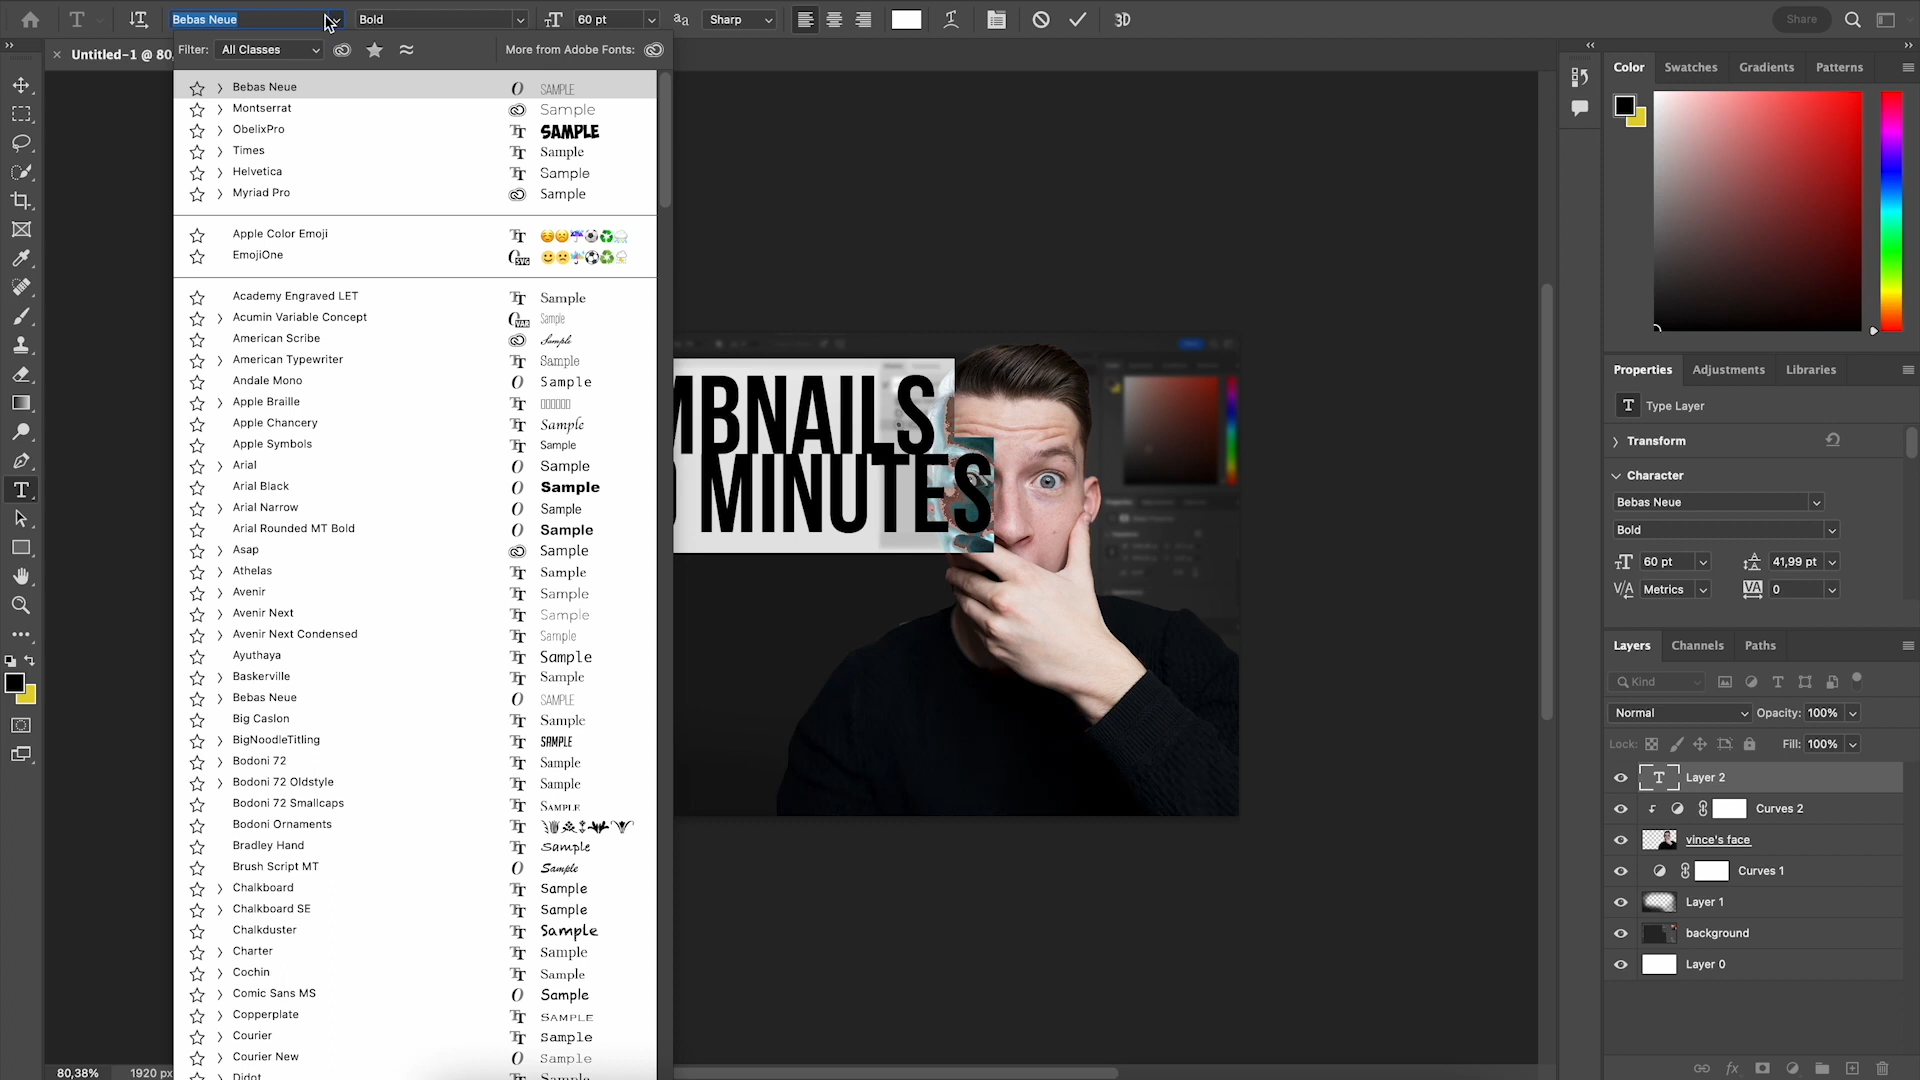 Bebas Neue
Bold
60 pt
Sharp
3D
Share
Filter: All Classes
More from Adobe Fonts:
Untitled-1 @ 80,
Bebas Neue SAMPLE
Montserrat Sample
ObelixPro SAMPLE
Times Sample
Helvetica Sample
Myriad Pro Sample
Apple Color Emoji
EmojiOne
Academy Engraved LET Sample
Acumin Variable Concept Sample
American Scribe Sample
American Typewriter Sample
Andale Mono Sample
Apple Braille
Apple Chancery Sample
Apple Symbols Sample
Arial Sample
Arial Black Sample
Arial Narrow Sample
Arial Rounded MT Bold Sample
Asap Sample
Athelas Sample
Avenir Sample
Avenir Next Sample
Avenir Next Condensed Sample
Ayuthaya Sample
Baskerville Sample
Bebas Neue SAMPLE
Big Caslon Sample
BigNoodleTitling SAMPLE
Bodoni 72 Sample
Bodoni 72 Oldstyle Sample
Bodoni 72 Smallcaps SAMPLE
Bodoni Ornaments
Bradley Hand Sample
Brush Script MT Sample
Chalkboard Sample
Chalkboard SE Sample
Chalkduster Sample
Charter Sample
Cochin Sample
Comic Sans MS Sample
Copperplate SAMPLE
Courier Sample
Courier New Sample
Didot Sample
MBNAILS
MINUTES
80,38%
1920 px
Color
Swatches
Gradients
Patterns
Properties
Adjustments
Libraries
Type Layer
Transform
Character
Bebas Neue
Bold
60 pt
41,99 pt
Metrics
0
Layers
Channels
Paths
Kind
Normal
Opacity: 100%
Lock:
Fill: 100%
Layer 2
Curves 2
vince's face
Curves 1
Layer 1
background
Layer 0